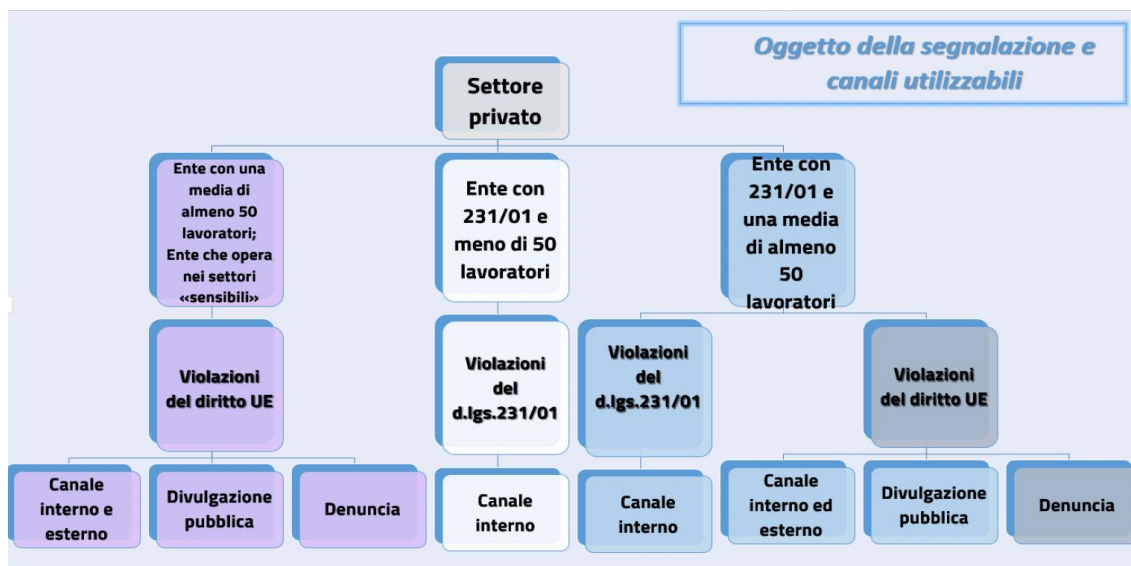 Oggetto della segnalazione e
canali utilizzabili
Settore
privato
Ente con una
media di
almeno 50
lavoratori;
Ente che opera
nei settori
«sensibili»
Ente con
231/01 e
meno di 50
lavoratori
Ente con
231/01 e
una media
di almeno
50
lavoratori
Violazioni
del diritto UE
Violazioni
del
d.lgs.231/01
Violazioni
del
d.lgs.231/01
Violazioni
del diritto UE
Canale
interno e
esterno
Divulgazione
pubblica
Denuncia
Canale
interno
Canale
interno
Canale
interno ed
esterno
Divulgazione
pubblica
Denuncia